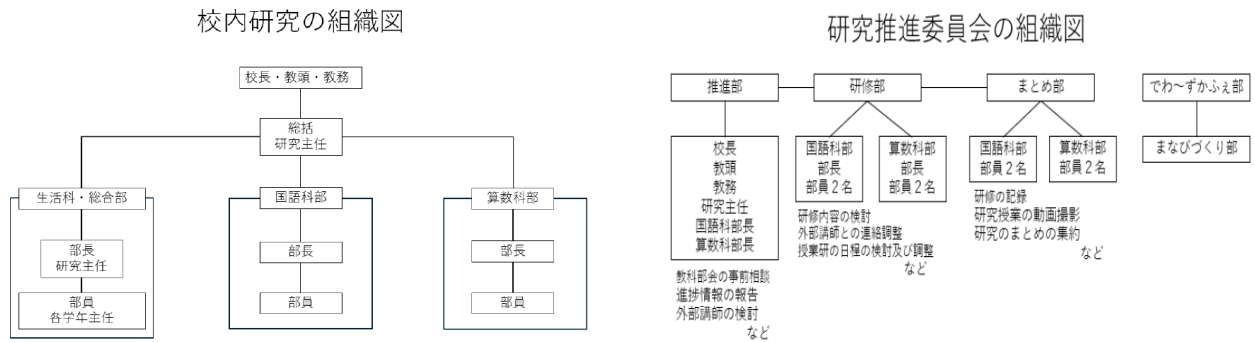 校内研究の組織図
校長・教頭・教務
総括
研究主任
生活科・総合部
国語科部
算数科部
部長
研究主任
部長
部長
部員
各学年主任
部員
部員
研究推進委員会の組織図
推進部
研修部
まとめ部
でわ〜ずかふぇ部
校長
教頭
教務
研究主任
国語科部長
算数科部長
教科部会の事前相談
進捗情報の報告
外部講師の検討
など
国語科部
部長
部員２名
算数科部
部長
部員２名
研修内容の検討
外部講師との連絡調整
授業研の日程の検討及び調整
など
国語科部
部員２名
算数科部
部員２名
研修の記録
研究授業の動画撮影
研究のまとめの集約
など
まなびづくり部